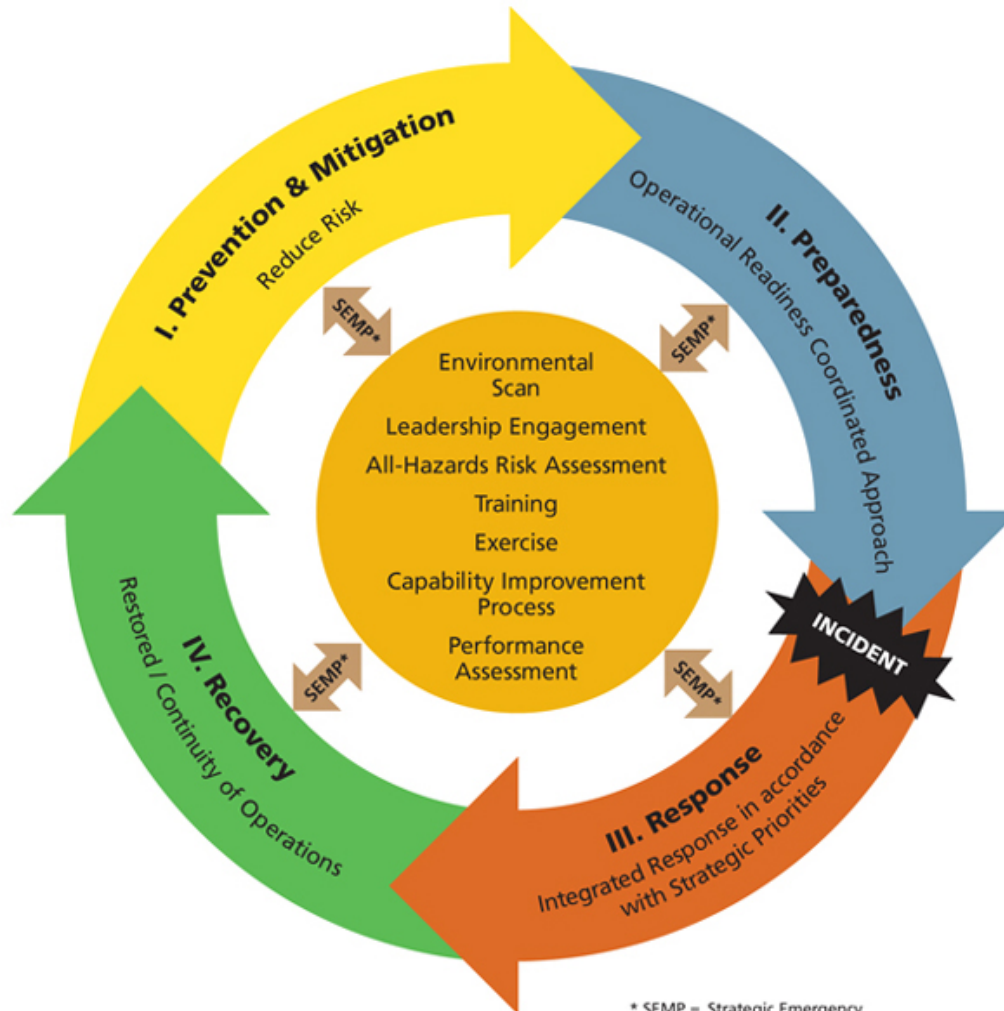 I. Prevention & Mitigation
Reduce Risk
II. Preparedness
Operational Readiness Coordinated Approach
INCIDENT
III. Response
Integrated Response in accordance
with Strategic Priorities
IV. Recovery
Restored / Continuity of Operations
SEMP*
SEMP*
SEMP*
SEMP*
Environmental
Scan
Leadership Engagement
All-Hazards Risk Assessment
Training
Exercise
Capability Improvement
Process
Performance
Assessment
* SEMP = Strategic Emergency